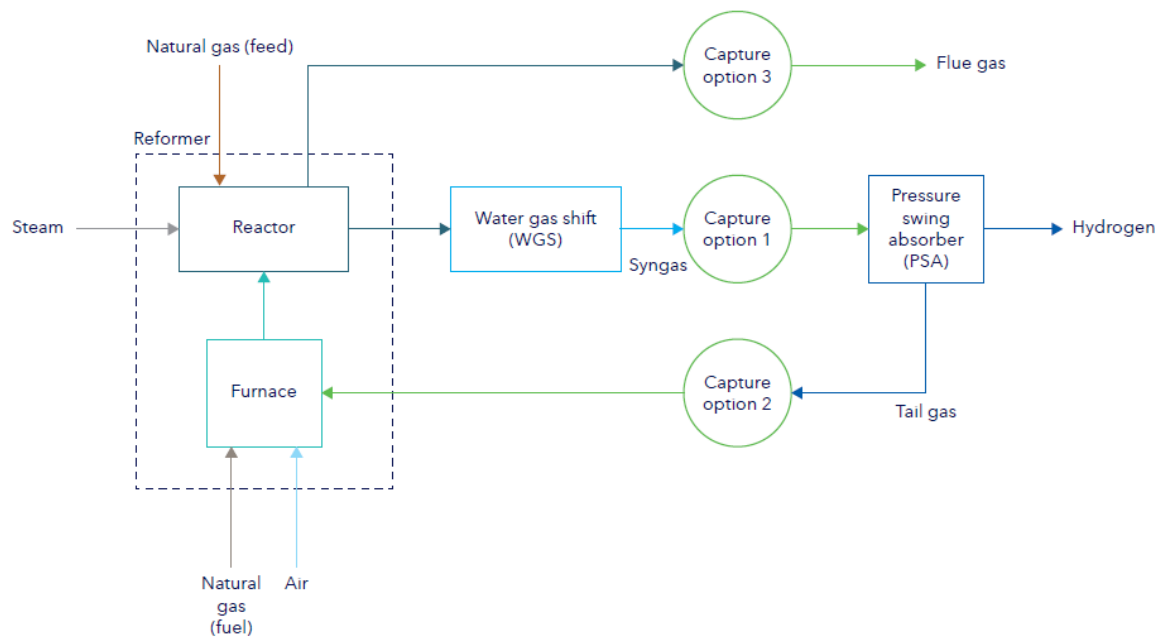 Natural gas (feed)
Capture
option 3
Flue gas
Reformer
Steam
Reactor
Water gas shift
(WGS)
Syngas
Capture
option 1
Pressure
swing
absorber
(PSA)
Hydrogen
Furnace
Capture
option 2
Tail gas
Natural
gas
(fuel)
Air